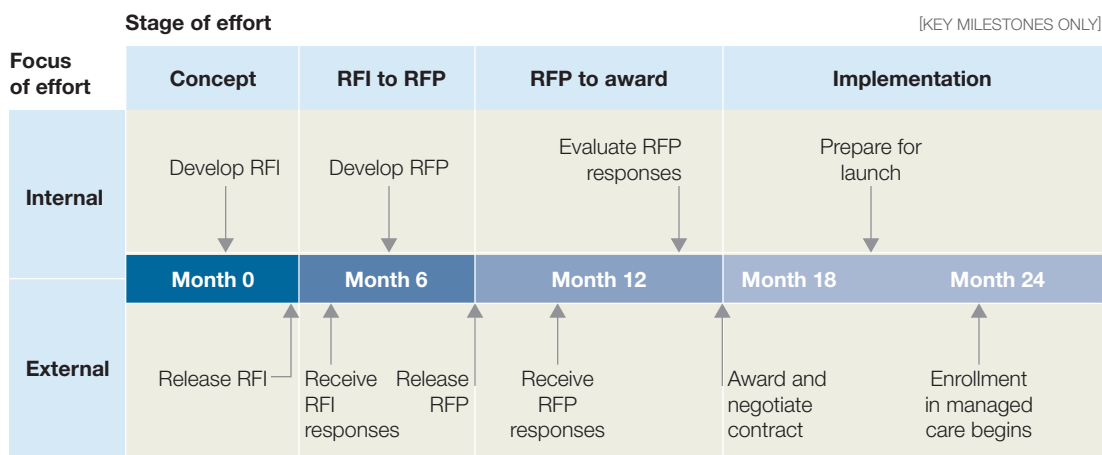 Stage of effort
[KEY MILESTONES ONLY]
Focus
of effort
Concept
RFI to RFP
RFP to award
Implementation
Internal
Develop RFI
Develop RFP
Evaluate RFP
responses
Prepare for
launch
Month 0
Month 6
Month 12
Month 18
Month 24
External
Release RFI
Receive
RFI
responses
Release
RFP
Receive
RFP
responses
Award and
negotiate
contract
Enrollment
in managed
care begins